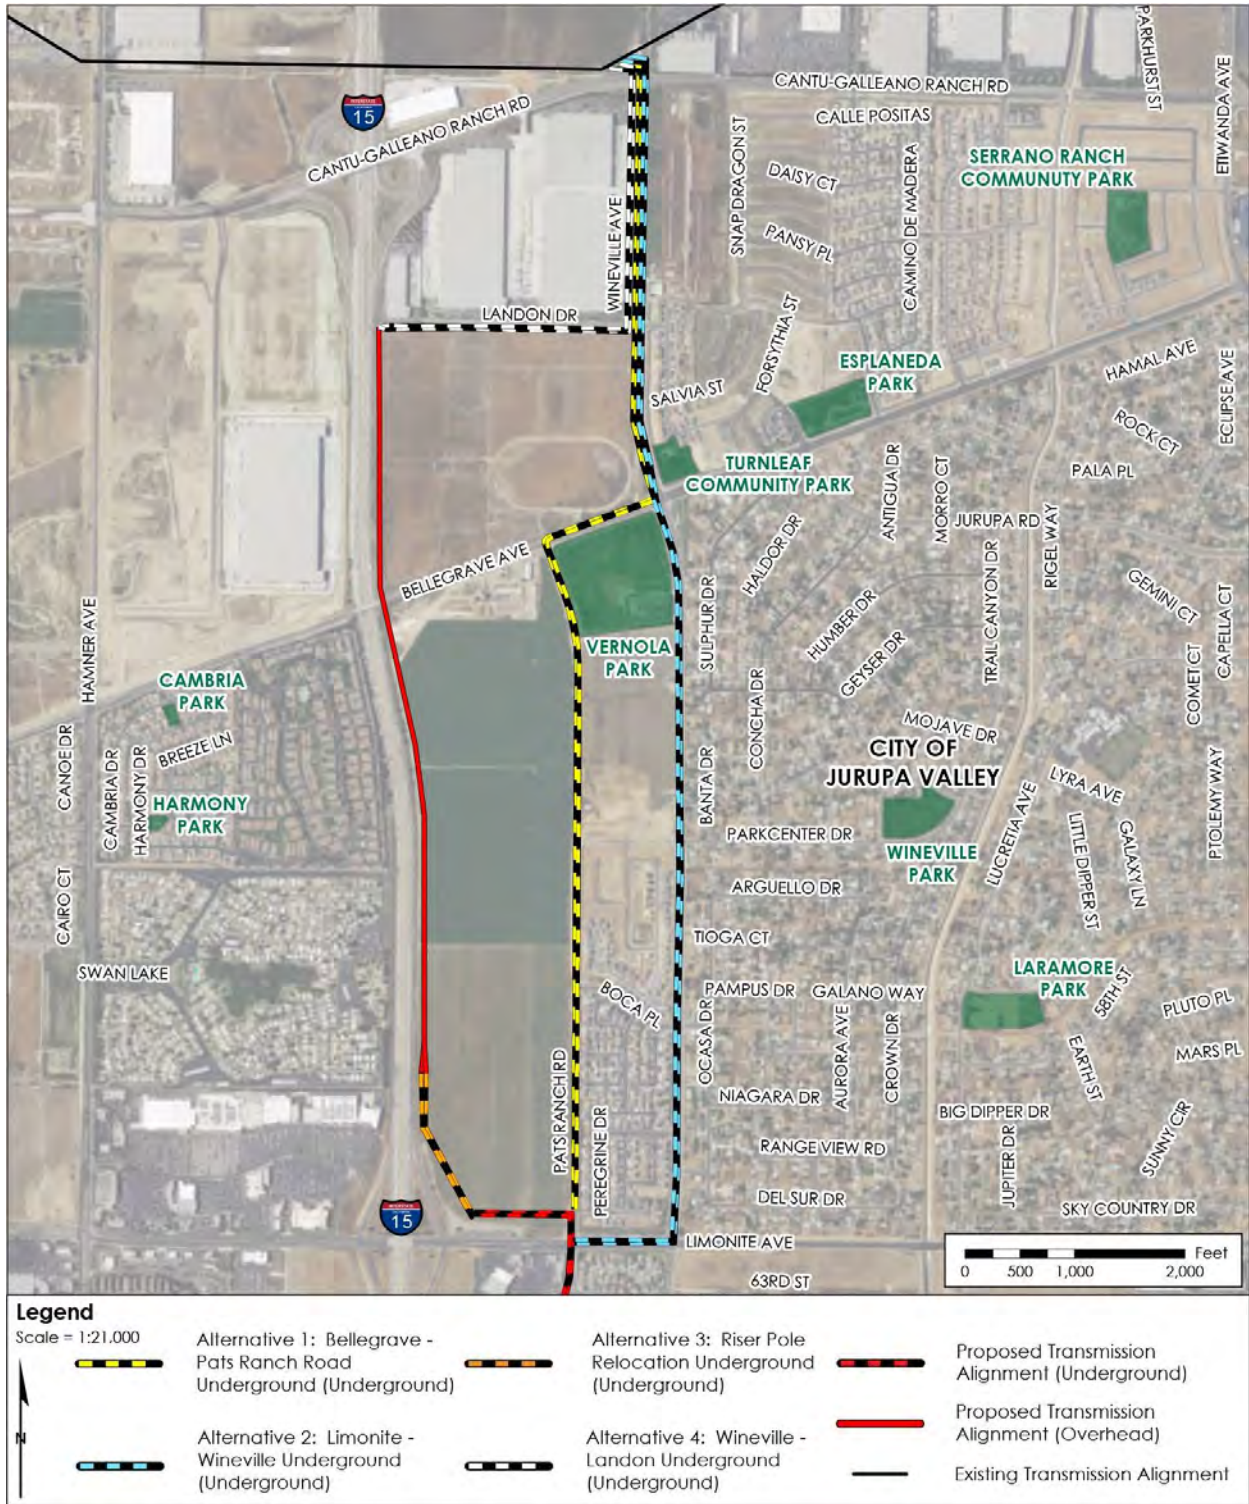 PARKHURST ST
ETIWANDA AVE
CANTU-GALLEANO RANCH RD
INTERSTATE
15
CALLE POSITAS
CANTU-GALLEANO RANCH RD
SERRANO RANCH
COMMUNUTY PARK
SNAP DRAGON ST
DAISY CT
CAMINO DE MADERA
PANSY PL
WINEVILLE AVE
LANDON DR
FORSYTHIA ST
ESPLANEDA
PARK
HAMAL AVE
ECLIPSE AVE
SALVIA ST
ROCK CT
TURNLEAF
COMMUNITY PARK
ANTIGUA DR
MORRO CT
PALA PL
JURUPA RD
HALDOR DR
RIGEL WAY
BELLEGRAVE AVE
TRAIL CANYON DR
GEMINI CT
CAPELLA CT
SULPHUR DR
HUMBER DR
GEYSER DR
VERNOLA
PARK
HAMNER AVE
COMET CT
CAMBRIA
PARK
CONCHA DR
MOJAVE DR
CITY OF
JURUPA VALLEY
CANOE DR
BREEZE LN
CAMBRIA DR
HARMONY DR
HARMONY
PARK
BANTA DR
LYRA AVE
PTOLEMY WAY
PARKCENTER DR
WINEVILLE
PARK
LUCRETIA AVE
LITTLE DIPPER ST
GALAXY LN
CAIRO CT
ARGUELLO DR
TIOGA CT
SWAN LAKE
LARAMORE
PARK
58TH ST
BOCA PL
PAMPUS DR
GALANO WAY
PLUTO PL
OCASA DR
AURORA AVE
CROWN DR
EARTH ST
MARS PL
PATS RANCH RD
PEREGRINE DR
NIAGARA DR
BIG DIPPER DR
RANGE VIEW RD
JUPITER DR
SUNNY CIR
DEL SUR DR
SKY COUNTRY DR
INTERSTATE
15
LIMONITE AVE
63RD ST
Feet
0 500 1,000 2,000
Legend
Scale = 1:21,000
N
Alternative 1: Bellegrave -
Pats Ranch Road
Underground (Underground)
Alternative 2: Limonite -
Wineville Underground
(Underground)
Alternative 3: Riser Pole
Relocation Underground
(Underground)
Alternative 4: Wineville -
Landon Underground
(Underground)
Proposed Transmission
Alignment (Underground)
Proposed Transmission
Alignment (Overhead)
Existing Transmission Alignment